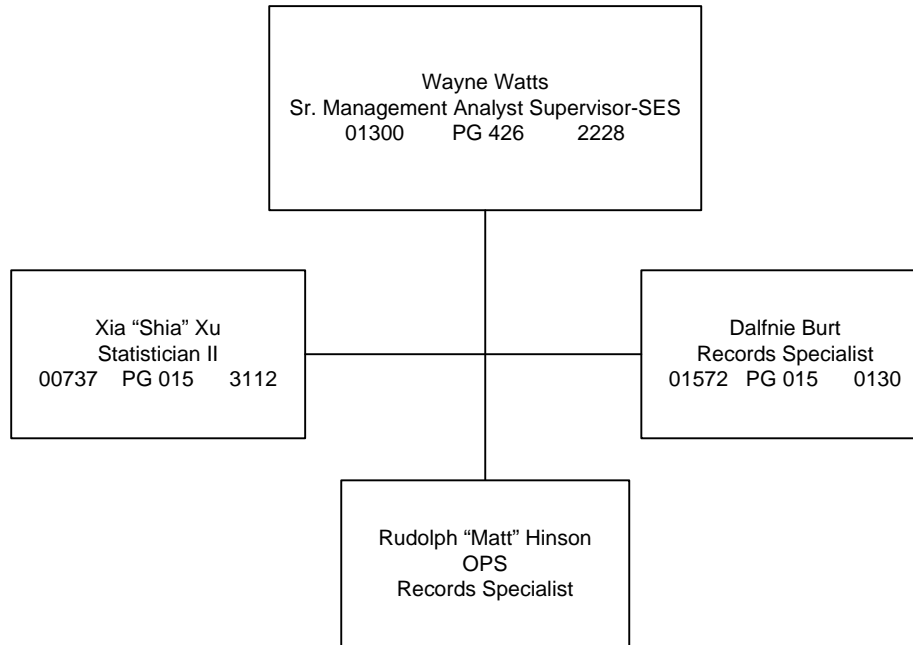 Wayne Watts
Sr. Management Analyst Supervisor-SES
01300 PG 426 2228
Xia “Shia” Xu
Statistician II
00737 PG 015 3112
Dalfnie Burt
Records Specialist
01572 PG 015 0130
Rudolph “Matt” Hinson
OPS
Records Specialist